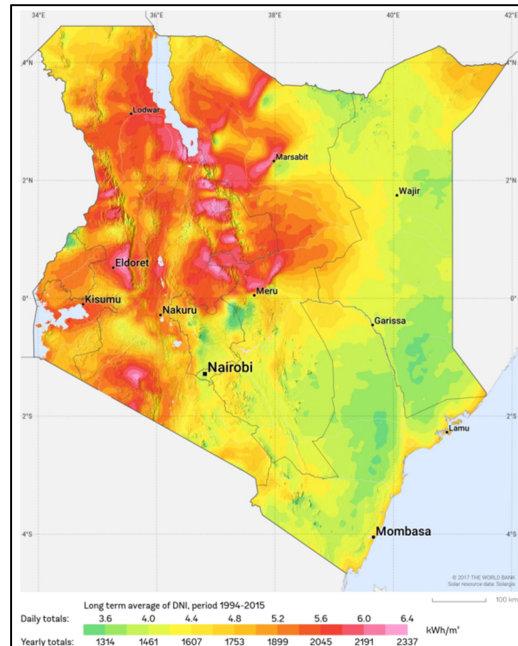 34°E 36°E 38°E 40°E 42°E
4°N 4°N
Lodwar
Marsabit
2°N 2°N
Wajir
Eldoret
Meru
0° Kisumu 0°
Nakuru
Garissa
Nairobi
2°S 2°S
Lamu
4°S 4°S
Mombasa
© 2017 THE WORLD BANK
Solar resource data: Solargis
100 km
Long term average of DNI, period 1994-2015
Daily totals: 3.6 4.0 4.4 4.8 5.2 5.6 6.0 6.4
kWh/m²
Yearly totals: 1314 1461 1607 1753 1899 2045 2191 2337